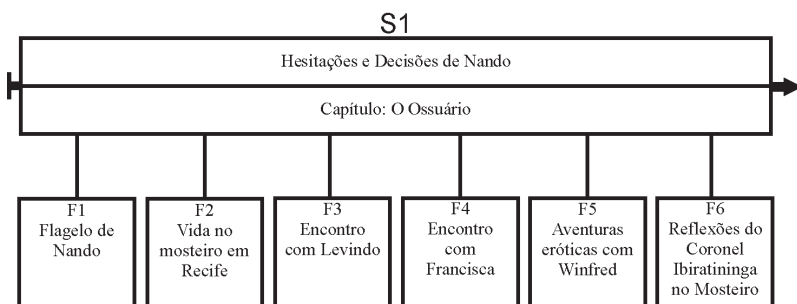 S1
Hesitações e Decisões de Nando
Capítulo: O Ossuário
F1
Flagelo de
Nando
F2
Vida no
mosteiro em
Recife
F3
Encontro
com Levindo
F4
Encontro
com
Francisca
F5
Aventuras
eróticas com
Winfred
F6
Reflexões do
Coronel
Ibiratininga
no Mosteiro